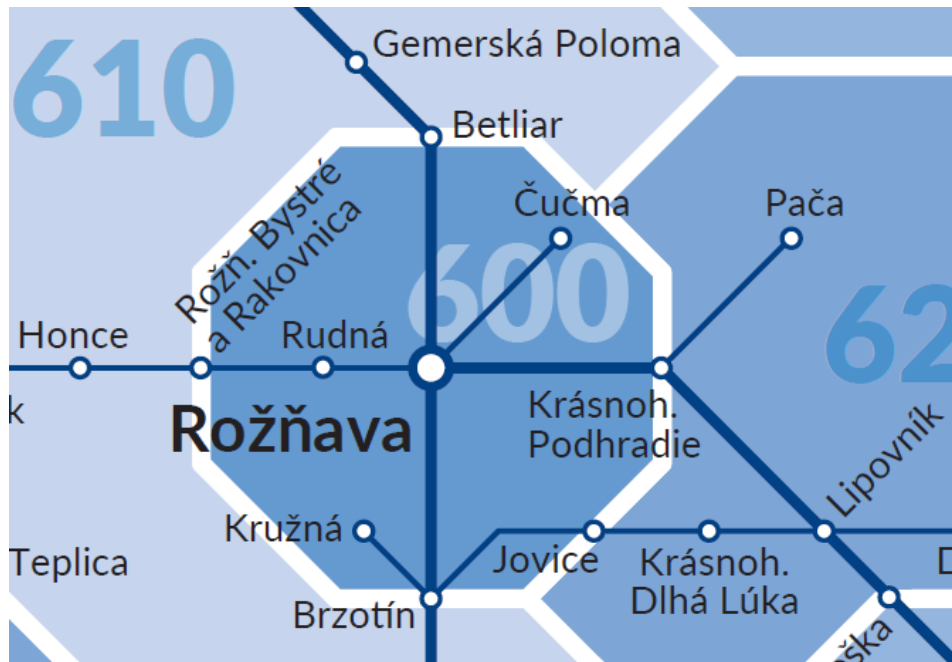 Gemerská Poloma
610
Betliar
Čučma
Pača
Rožň. Bystré
a Rakovnica
600
62
Honce
Rudná
k
Rožňava
Krásnoh.
Podhradie
Lipovník
Kružná
Teplica
Jovice
Krásnoh.
Dlhá Lúka
D
Brzotín